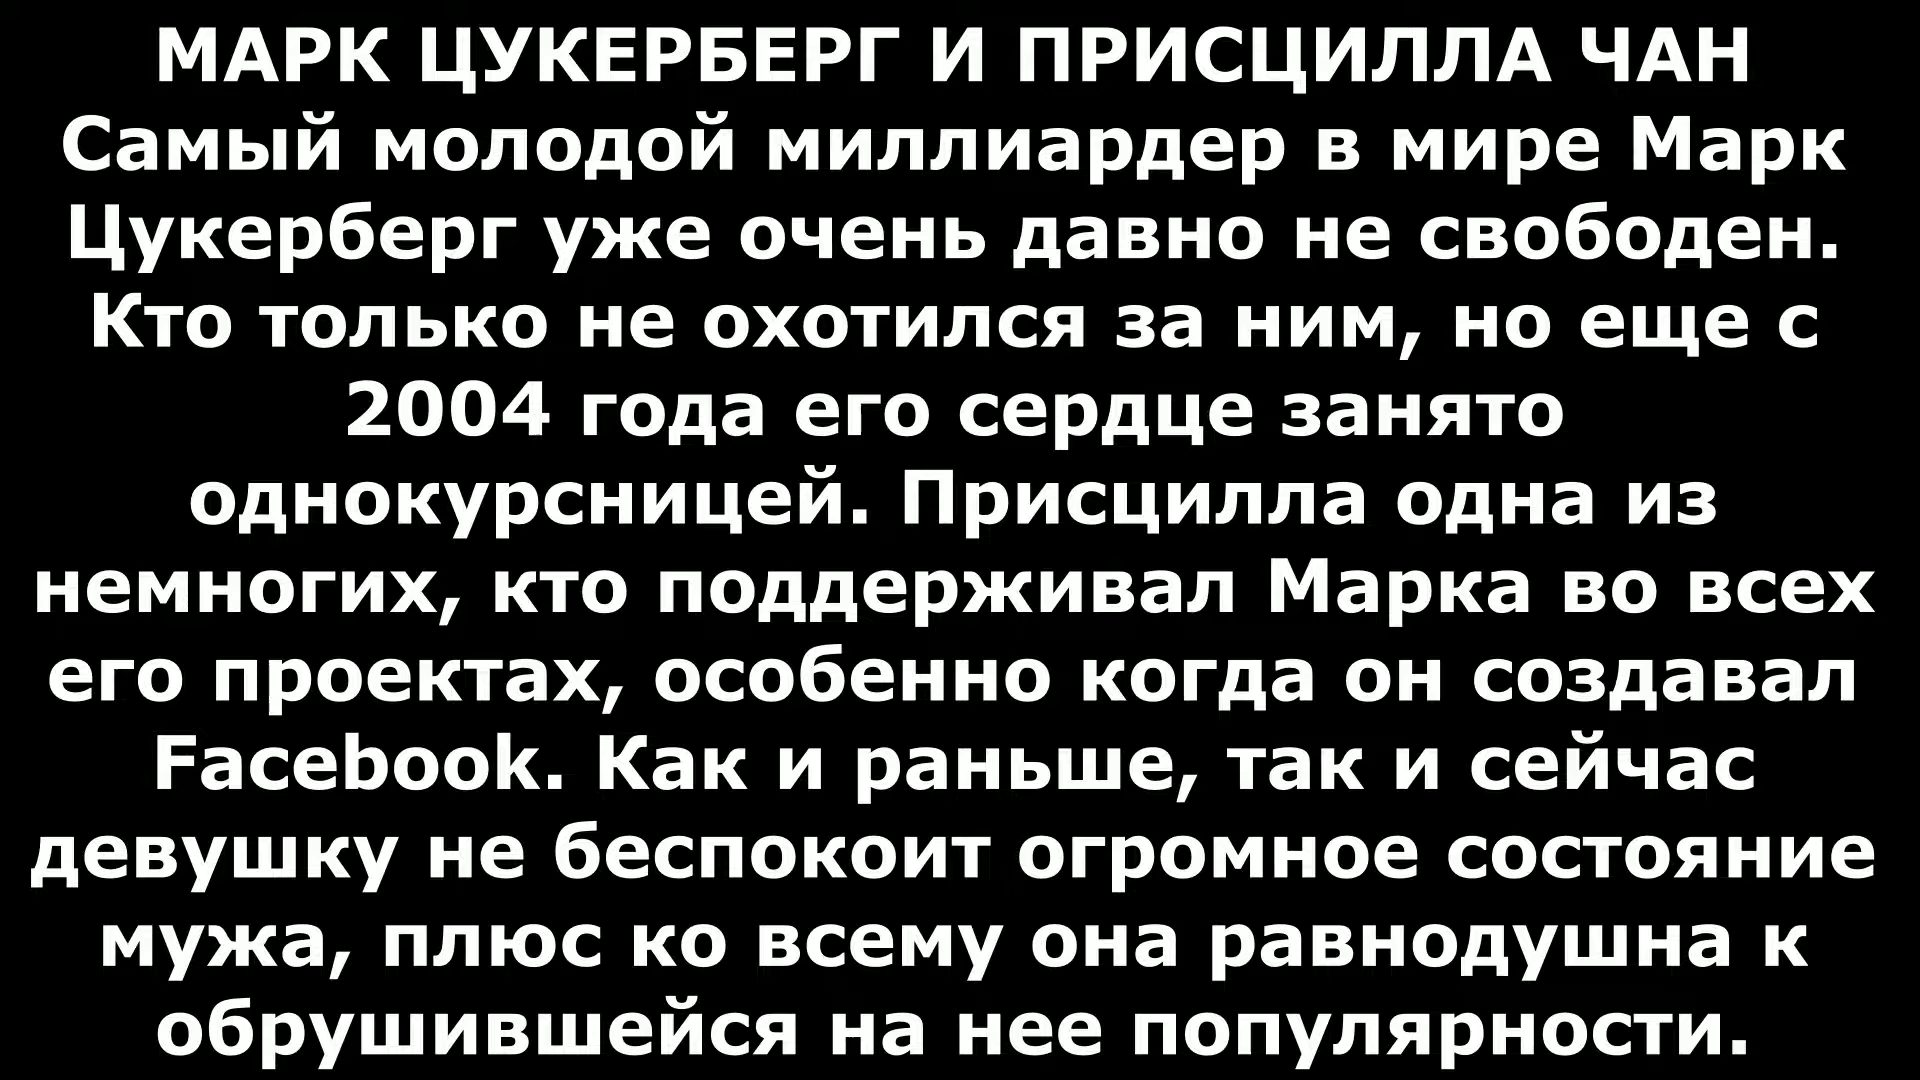 МАРК ЦУКЕРБЕРГ И ПРИСЦИЛЛА ЧАН
Самый молодой миллиардер в мире Марк
Цукерберг уже очень давно не свободен.
Кто только не охотился за ним, но еще с
2004 года его сердце занято
однокурсницей. Присцилла одна из
немногих, кто поддерживал Марка во всех
его проектах, особенно когда он создавал
Facebook. Как и раньше, так и сейчас
девушку не беспокоит огромное состояние
мужа, плюс ко всему она равнодушна к
обрушившейся на нее популярности.